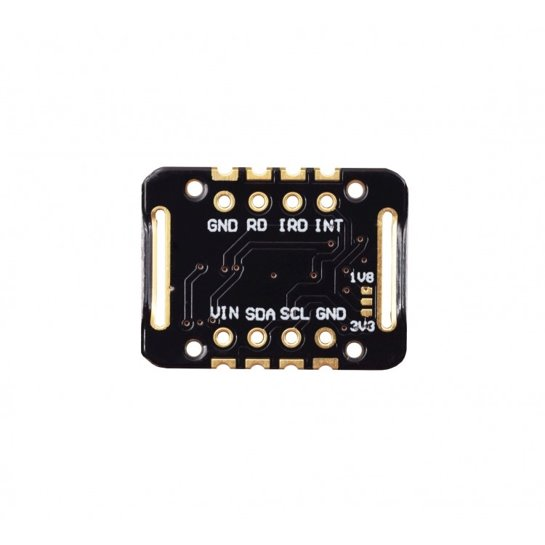 GND RD IRD INT
1V8
VIN SDA SCL GND
3V3